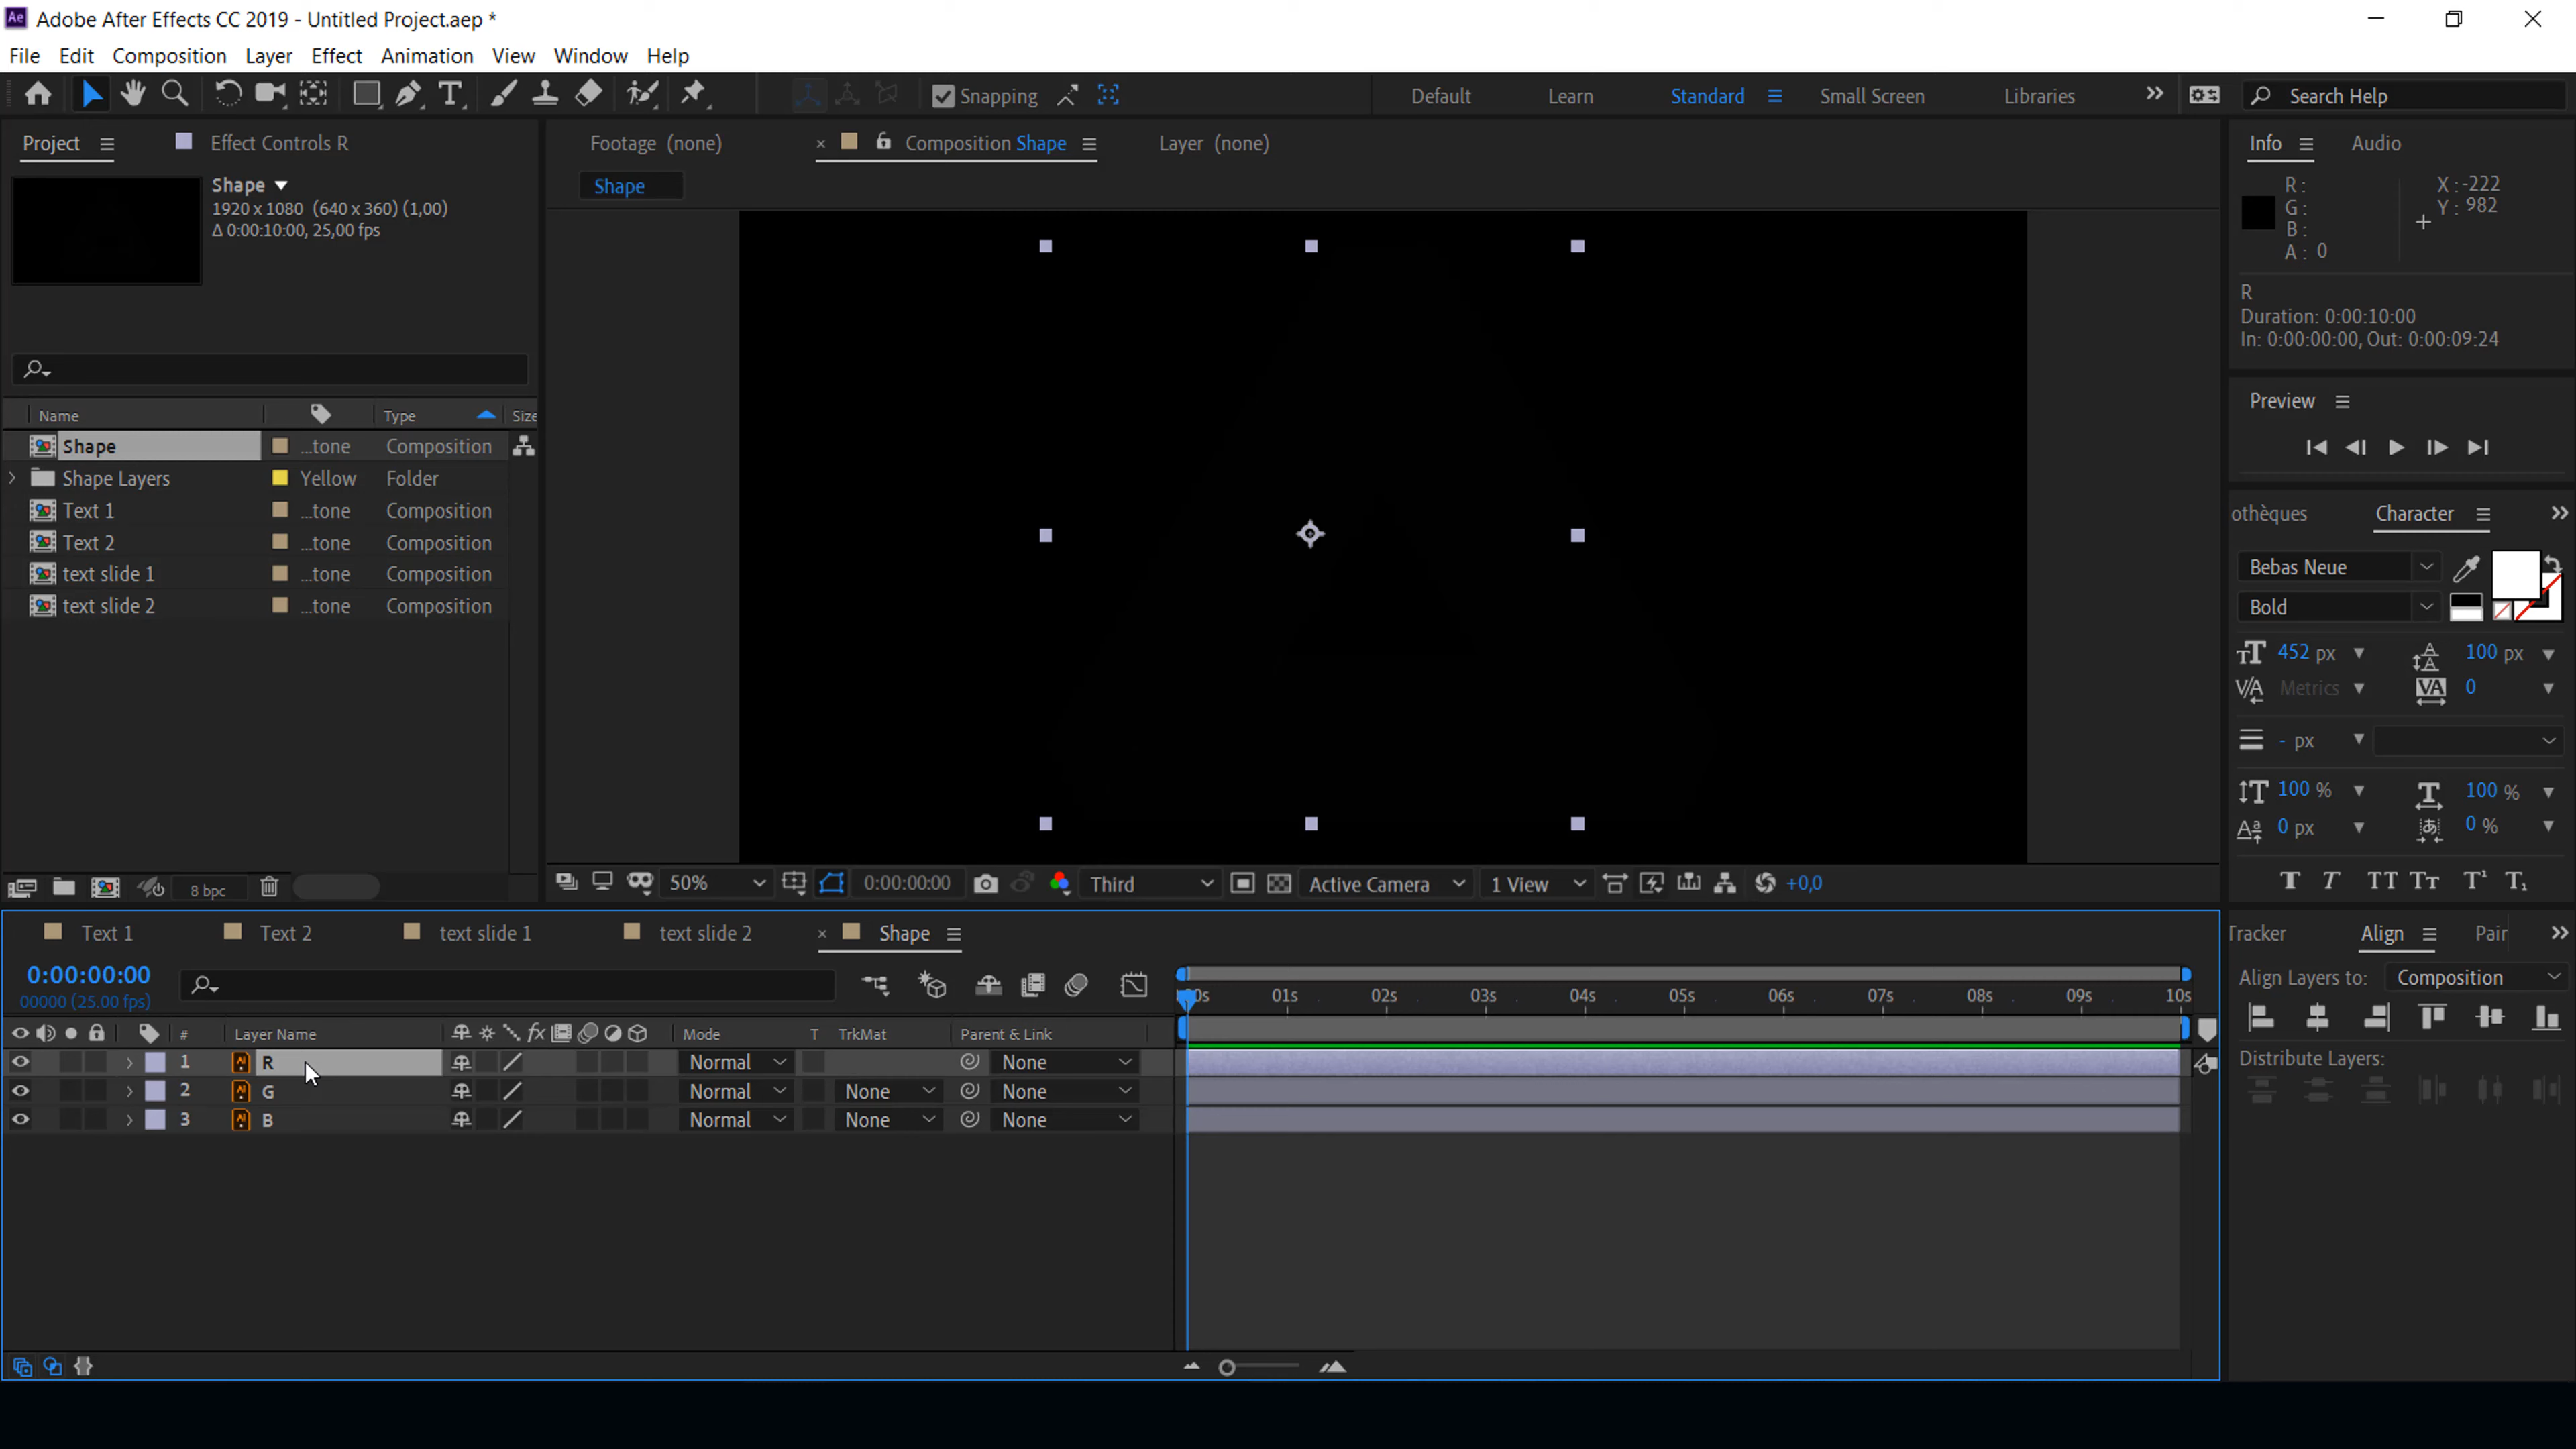 Ae Adobe After Effects CC 2019 - Untitled Project.aep *
File Edit Composition Layer Effect Animation View Window Help
Snapping Default Learn Standard Small Screen Libraries Search Help
Project Effect Controls R
Footage (none) Composition Shape Layer (none)
Info Audio
Shape
1920 x 1080 (640 x 360) (1,00)
Δ 0:00:10:00, 25,00 fps
Shape
R :
G :
B :
A : 0
X : -222
Y : 982
R
Duration: 0:00:10:00
In: 0:00:00:00, Out: 0:00:09:24
Preview
Name Type Size
Shape ...tone Composition
Shape Layers Yellow Folder
Text 1 ...tone Composition
Text 2 ...tone Composition
text slide 1 ...tone Composition
text slide 2 ...tone Composition
othèques Character
Bebas Neue
Bold
452 px 100 px
Metrics 0
- px
100 % 100 %
0 px 0 %
T T TT Tt T¹ T₁
8 bpc
50% 0:00:00:00 Third Active Camera 1 View +0,0
Text 1 Text 2 text slide 1 text slide 2 Shape
Tracker Align Pair
0:00:00:00
00000 (25.00 fps)
0s 01s 02s 03s 04s 05s 06s 07s 08s 09s 10s
Align Layers to: Composition
# Layer Name fx Mode T TrkMat Parent & Link
Distribute Layers:
1 R Normal None
2 G Normal None None
3 B Normal None None